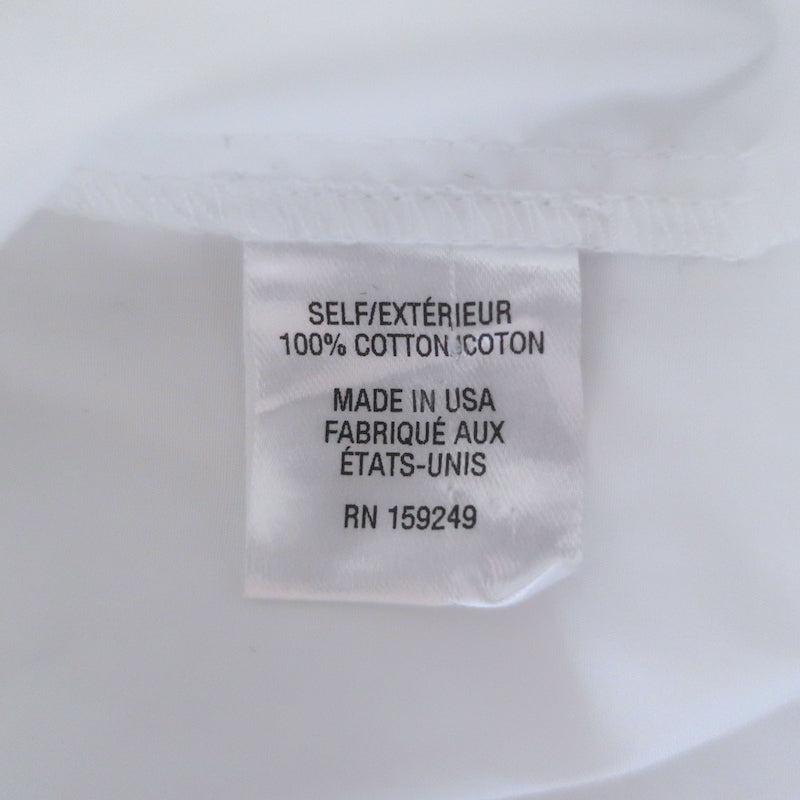 SELF/EXTÉRIEUR
100% COTTON/COTON
MADE IN USA
FABRIQUÉ AUX
ÉTATS-UNIS
RN 159249